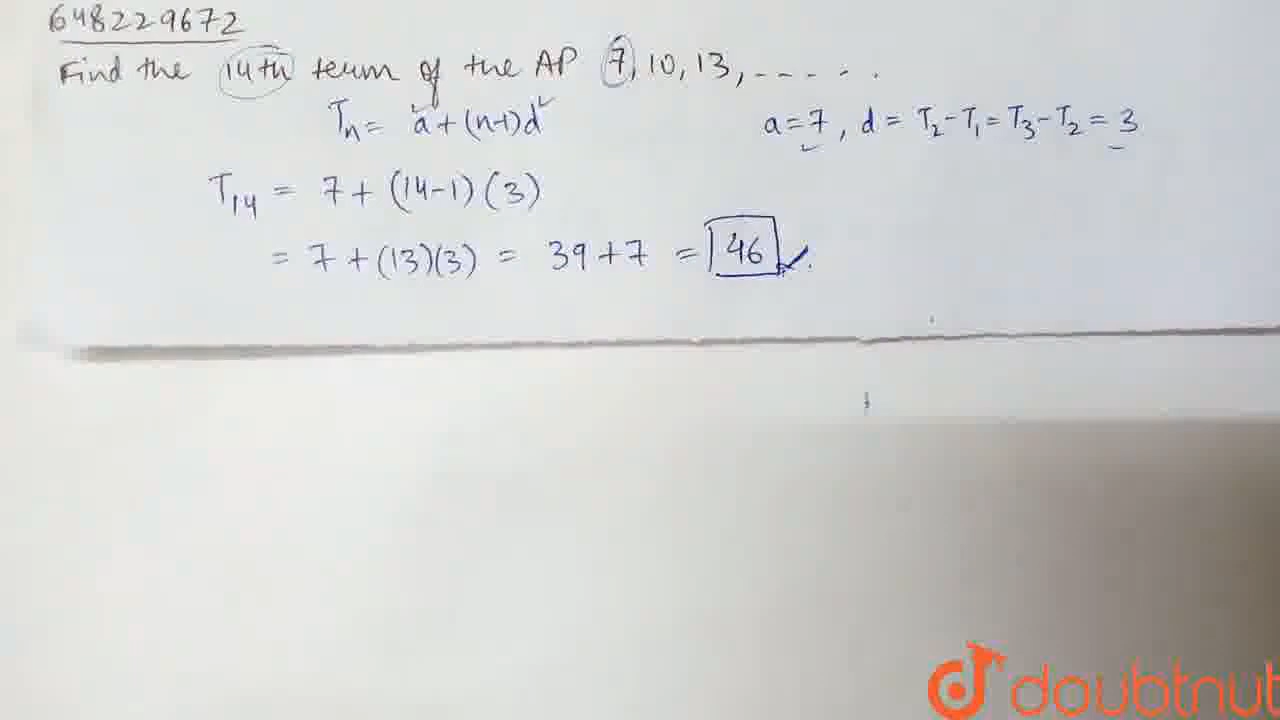 648229672
Find the 14th term of the AP 7, 10, 13, -----.
Tn = a + (n-1)d a = 7, d = T2 - T1 = T3 - T2 = 3
T14 = 7 + (14-1) (3)
= 7 + (13)(3) = 39 + 7 = 46
doubtnut